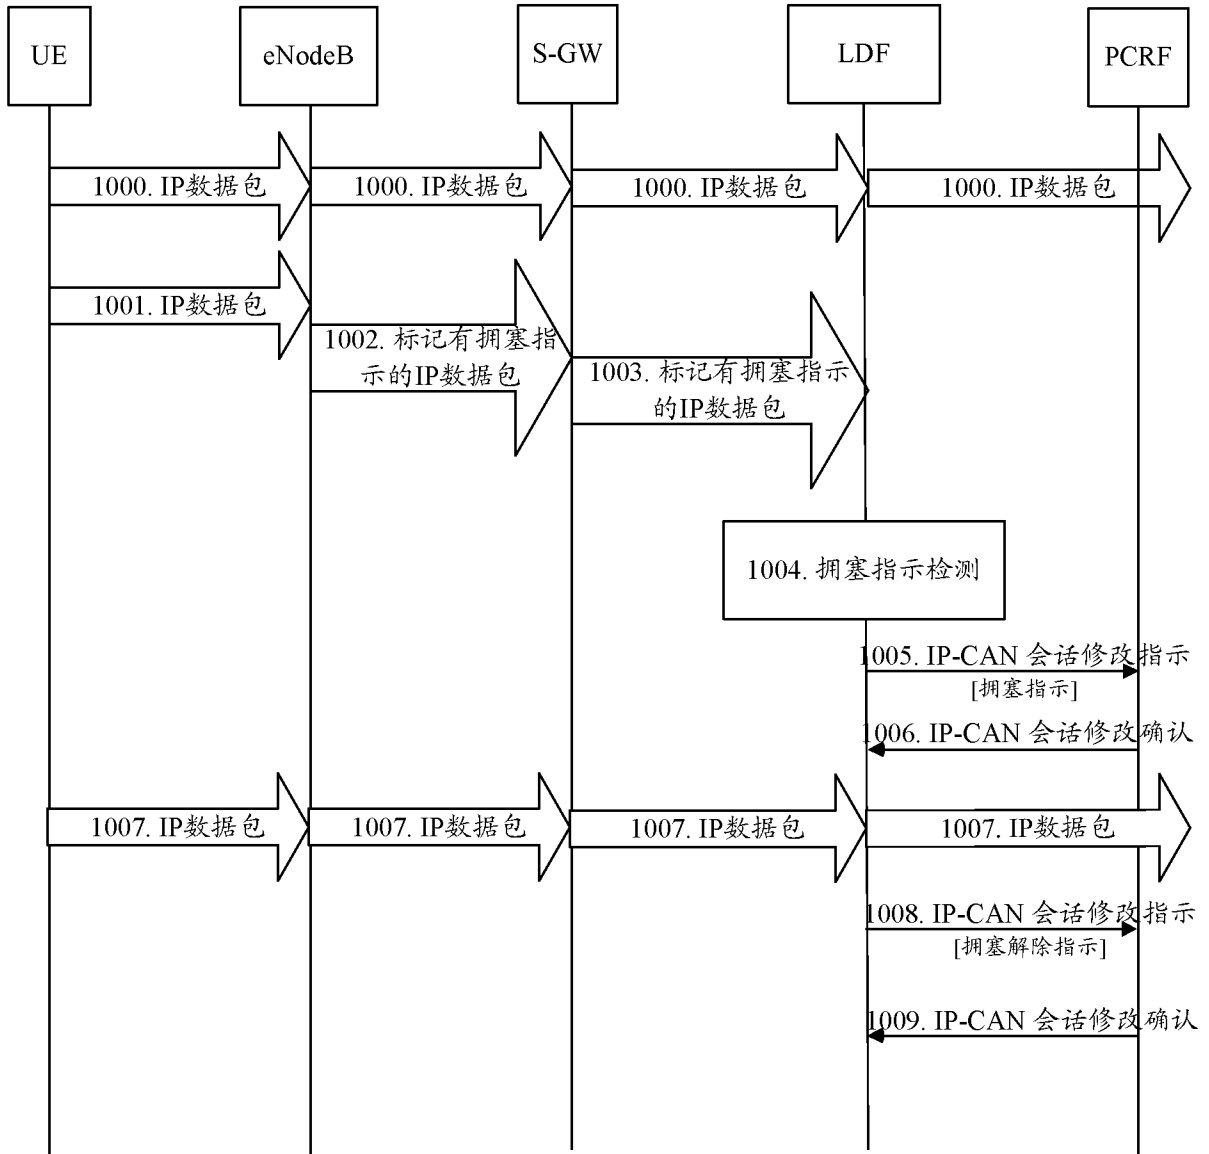 UE
eNodeB
S-GW
LDF
PCRF
1000. IP数据包
1000. IP数据包
1000. IP数据包
1000. IP数据包
1001. IP数据包
1002. 标记有拥塞指
示的IP数据包
1003. 标记有拥塞指示
的IP数据包
1004. 拥塞指示检测
1005. IP-CAN 会话修改指示
[拥塞指示]
1006. IP-CAN 会话修改确认
1007. IP数据包
1007. IP数据包
1007. IP数据包
1007. IP数据包
1008. IP-CAN 会话修改指示
[拥塞解除指示]
1009. IP-CAN 会话修改确认